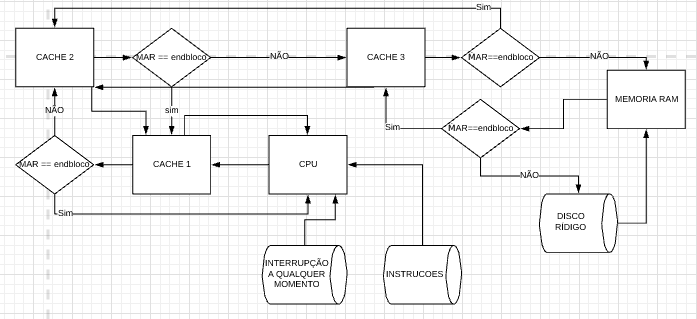 Sim
CACHE 2
MAR == endbloco
NÃO
CACHE 3
MAR==endbloco
NÃO
MEMORIA RAM
NÃO
sim
Sim
MAR==endbloco
MAR == endbloco
CACHE 1
CPU
NÃO
Sim
DISCO
RÍDIGO
INTERRUPÇÃO
A QUALQUER
MOMENTO
INSTRUCOES